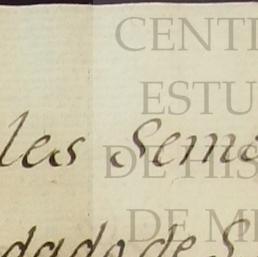 CENT
ESTU
les Seme
DE HIS
DE M
dado de S